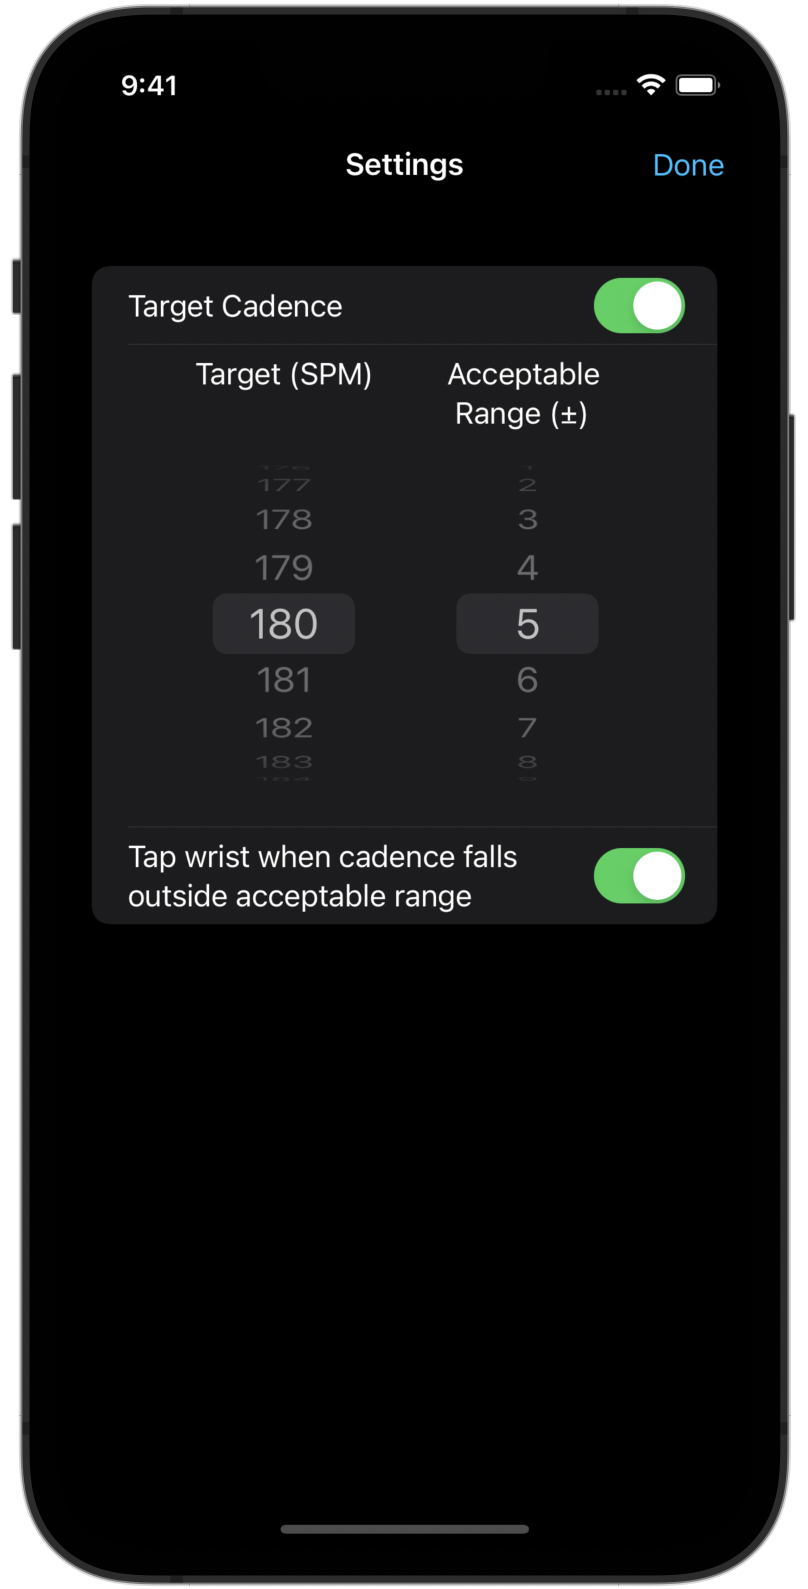 9:41
Settings
Done
Target Cadence
Target (SPM)
Acceptable
Range (±)
177
2
178
3
179
4
180
5
181
6
182
7
183
8
Tap wrist when cadence falls
outside acceptable range